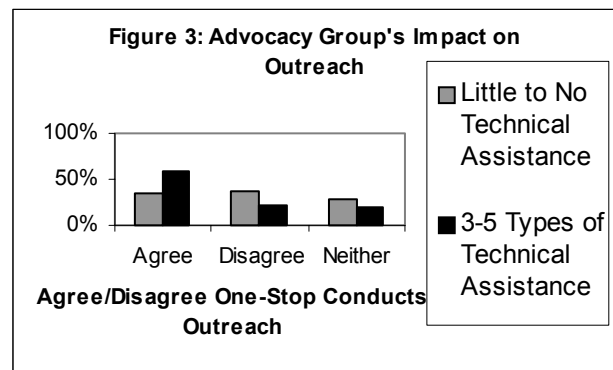 Figure 3: Advocacy Group's Impact on
Outreach
100%
50%
0%
Agree Disagree Neither
Agree/Disagree One-Stop Conducts
Outreach
Little to No
Technical
Assistance
3-5 Types of
Technical
Assistance